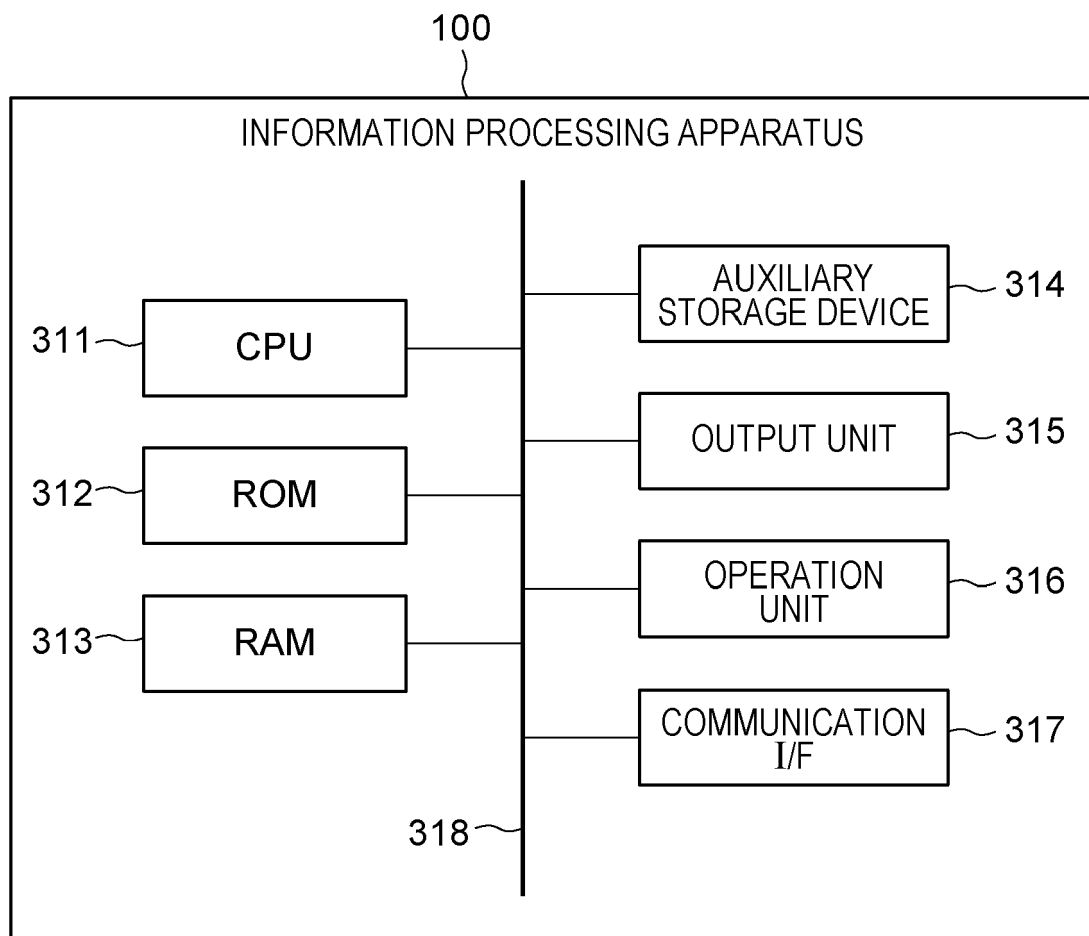 100
INFORMATION PROCESSING APPARATUS
311
CPU
312
ROM
313
RAM
AUXILIARY
STORAGE DEVICE
314
OUTPUT UNIT
315
OPERATION
UNIT
316
COMMUNICATION
I/F
317
318